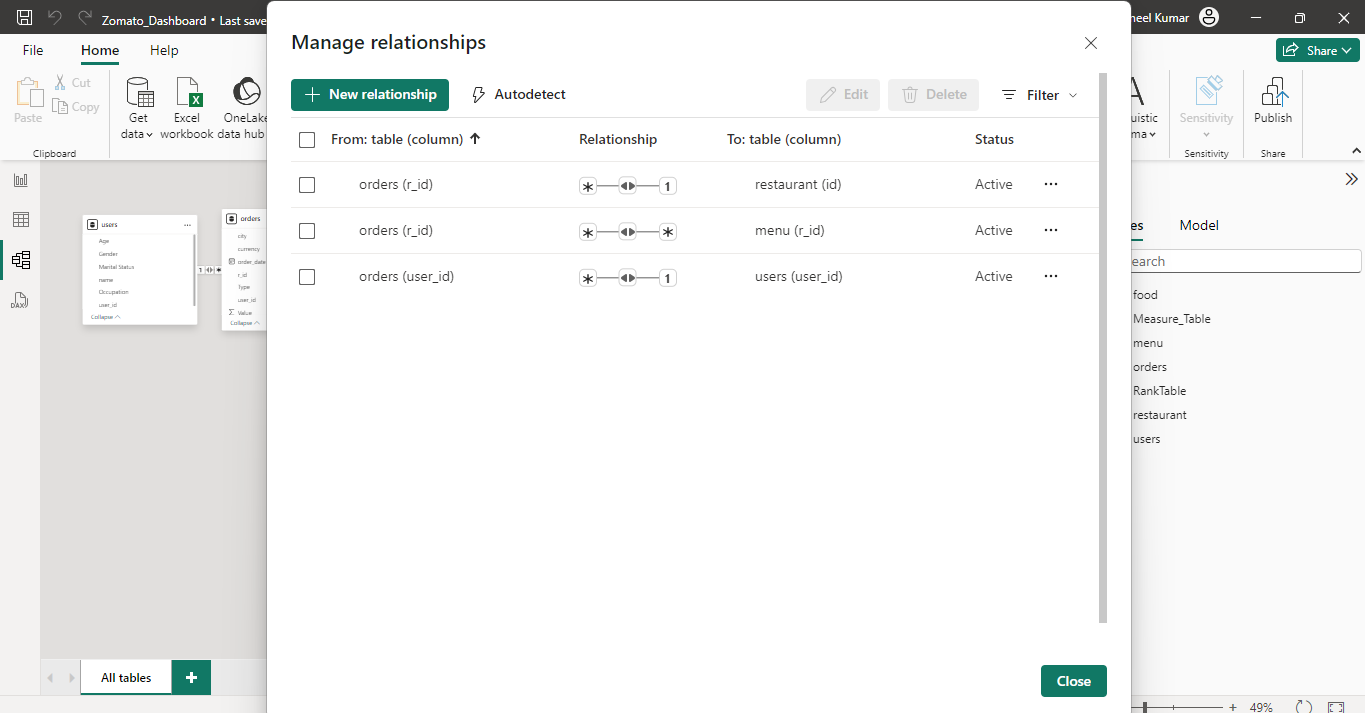 Zomato_Dashboard • Last save
neel Kumar
File
Home
Help
Share
Paste
Cut
Copy
Clipboard
Get
data
Excel
workbook
OneLake
data hub
Manage relationships
New relationship
Autodetect
Edit
Delete
Filter
From: table (column)
Relationship
To: table (column)
Status
orders (r_id)
* 1
restaurant (id)
Active
...
orders (r_id)
* *
menu (r_id)
Active
...
orders (user_id)
* 1
users (user_id)
Active
...
Close
users
...
Age
Gender
Marital Status
name
Occupation
user_id
Collapse
1 *
orders
city
currency
order_date
r_id
Type
user_id
Σ Value
Collapse
DAX
All tables
+
A
uistic
ma
Sensitivity
Sensitivity
Publish
Share
es
Model
earch
food
Measure_Table
menu
orders
RankTable
restaurant
users
+
49%